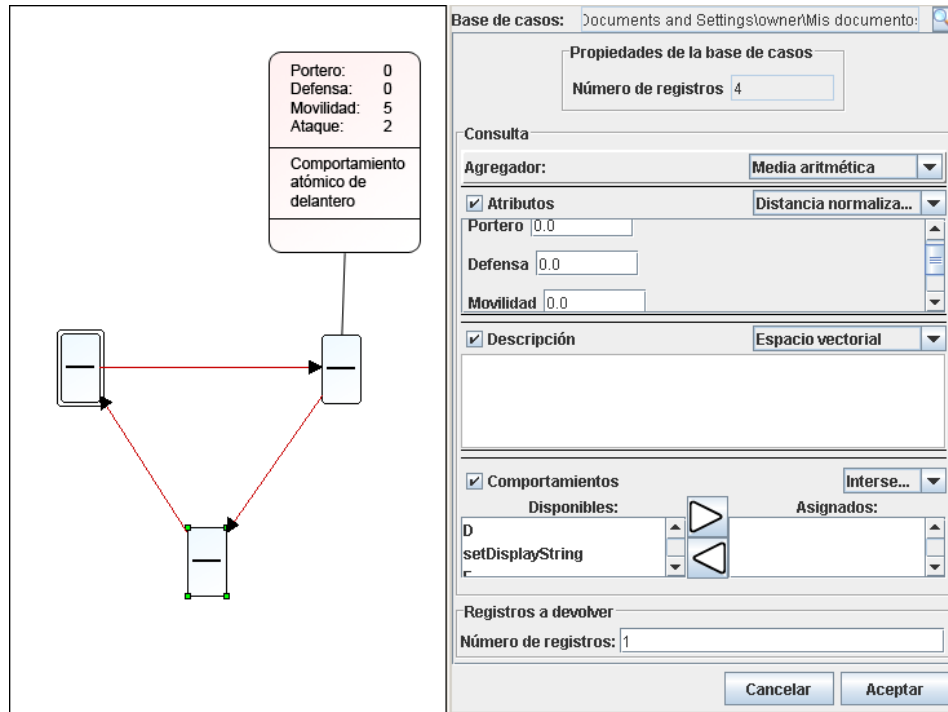 Portero: 0
Defensa: 0
Movilidad: 5
Ataque: 2
Comportamiento
atómico de
delantero
Base de casos: Documents and Settings\owner\Mis documentos
Propiedades de la base de casos
Número de registros 4
Consulta
Agregador: Media aritmética
Atributos Distancia normaliza...
Portero 0.0
Defensa 0.0
Movilidad 0.0
Descripción Espacio vectorial
Comportamientos Interse...
Disponibles: Asignados:
D
setDisplayString
Registros a devolver
Número de registros: 1
Cancelar Aceptar